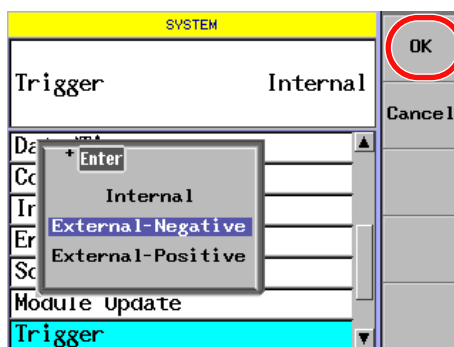 SYSTEM
OK
Trigger Internal
Cancel
Enter
Internal
External-Negative
External-Positive
Module Update
Trigger